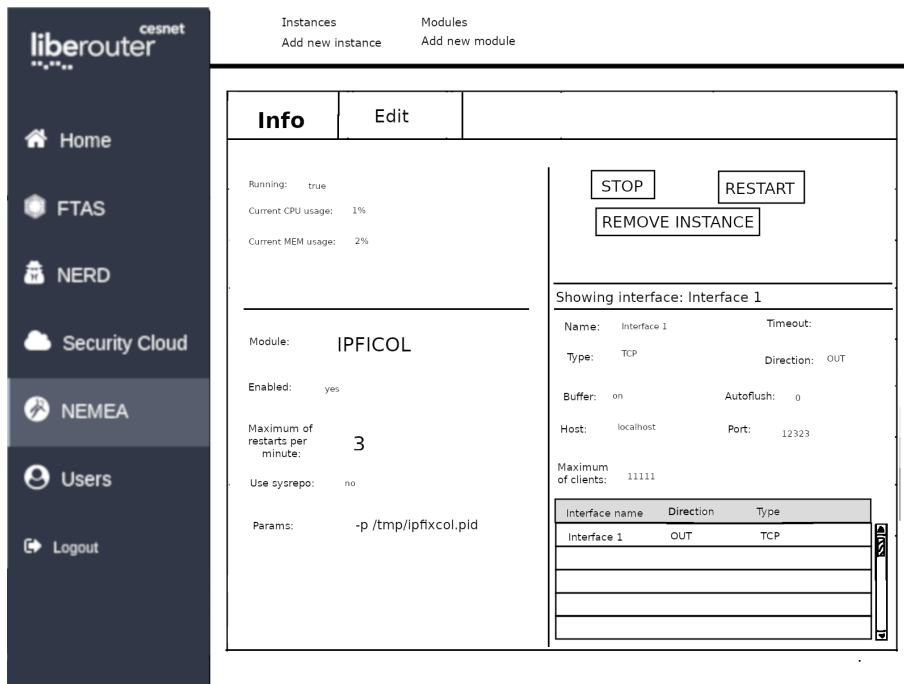 cesnet
liberouter
Home
FTAS
NERD
Security Cloud
NEMEA
Users
Logout
Instances Modules
Add new instance Add new module
Info Edit
Running: true
Current CPU usage: 1%
Current MEM usage: 2%
STOP RESTART
REMOVE INSTANCE
Module: IPFICOL
Enabled: yes
Maximum of
restarts per
minute: 3
Use sysrepo: no
Params: -p /tmp/ipfixcol.pid
Showing interface: Interface 1
Name: Interface 1 Timeout:
Type: TCP Direction: OUT
Buffer: on Autoflush: 0
Host: localhost Port: 12323
Maximum
of clients: 11111
Interface name Direction Type
Interface 1 OUT TCP